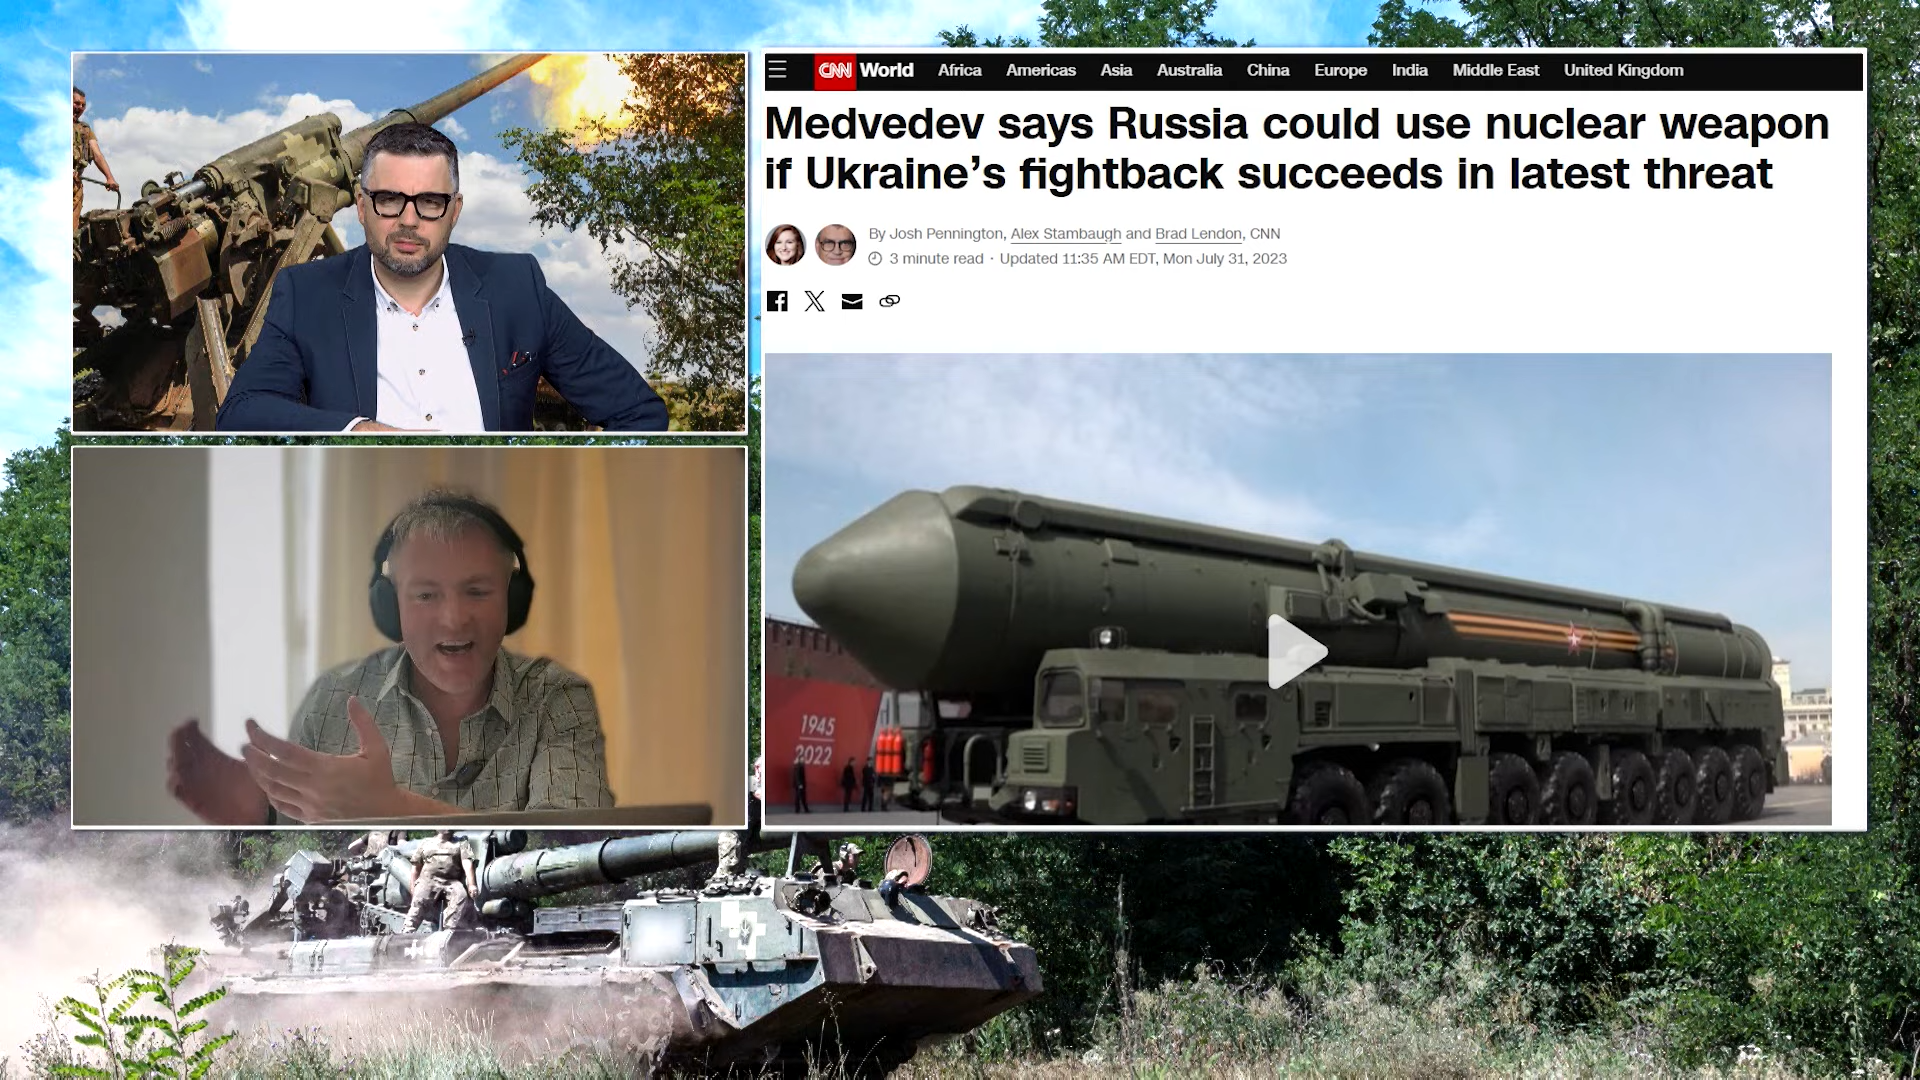 CNN World Africa Americas Asia Australia China Europe India Middle East United Kingdom
Medvedev says Russia could use nuclear weapon
if Ukraine’s fightback succeeds in latest threat
By Josh Pennington, Alex Stambaugh and Brad Lendon, CNN
3 minute read · Updated 11:35 AM EDT, Mon July 31, 2023
1945
2022